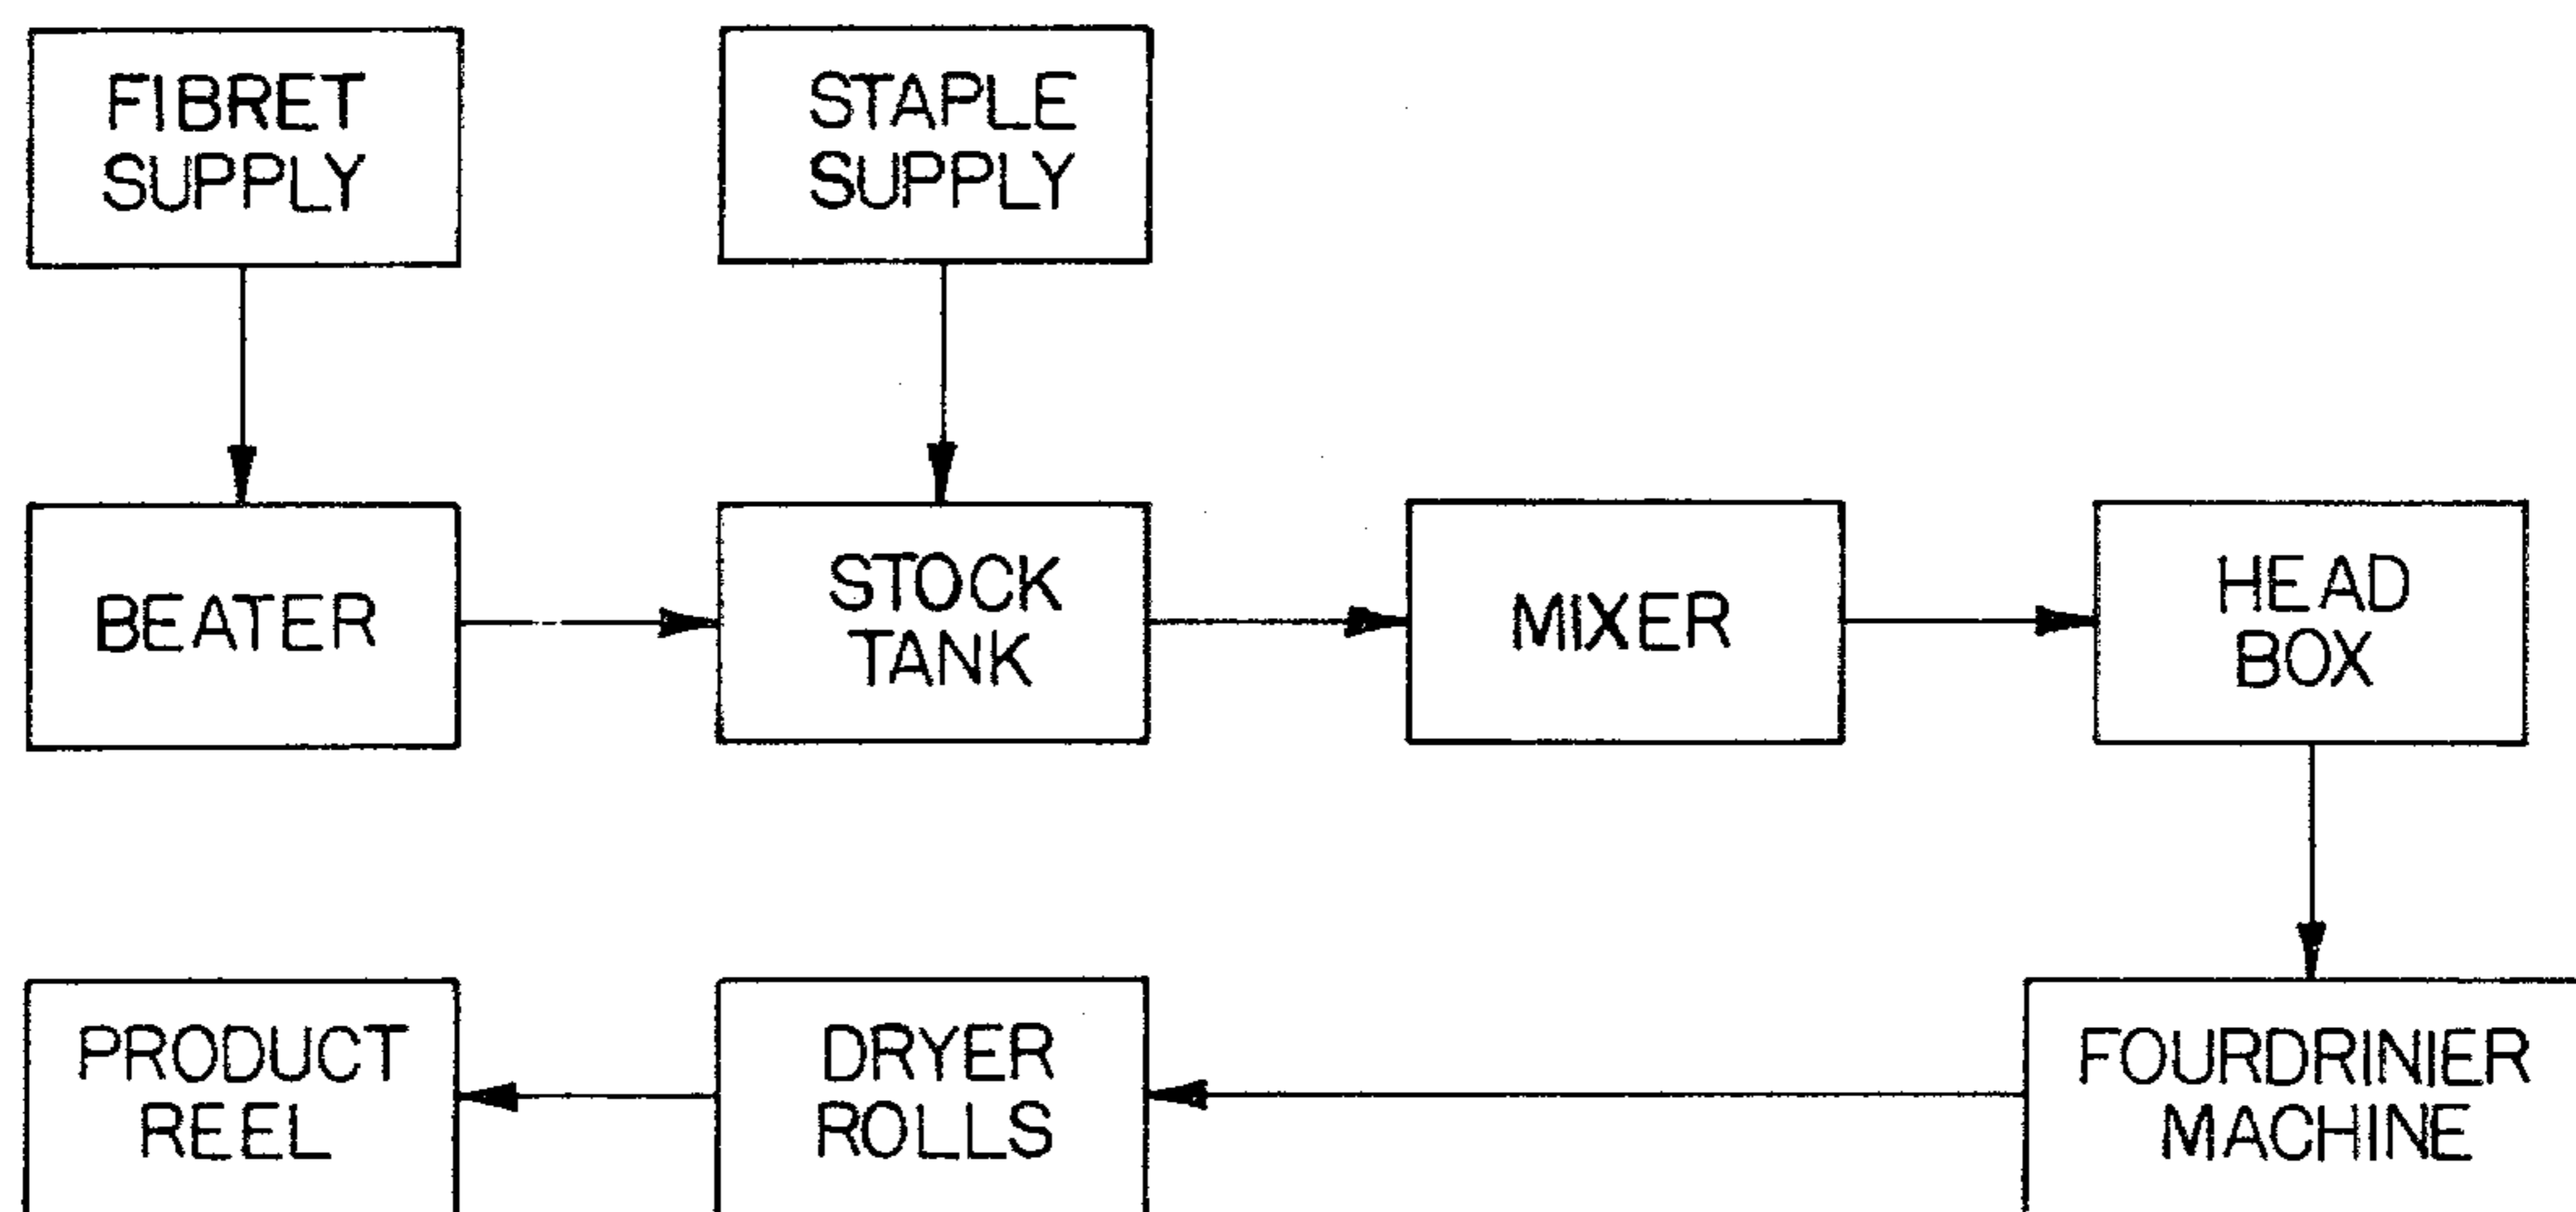 FIBRET
SUPPLY
STAPLE
SUPPLY
BEATER
STOCK
TANK
MIXER
HEAD
BOX
PRODUCT
REEL
DRYER
ROLLS
FOURDRINIER
MACHINE